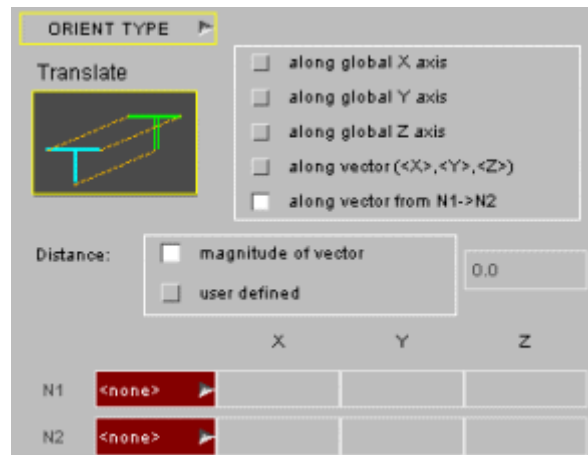 ORIENT TYPE
Translate
along global X axis
along global Y axis
along global Z axis
along vector (<X>,<Y>,<Z>)
along vector from N1->N2
Distance:
magnitude of vector
user defined
0.0
X Y Z
N1 <none>
N2 <none>